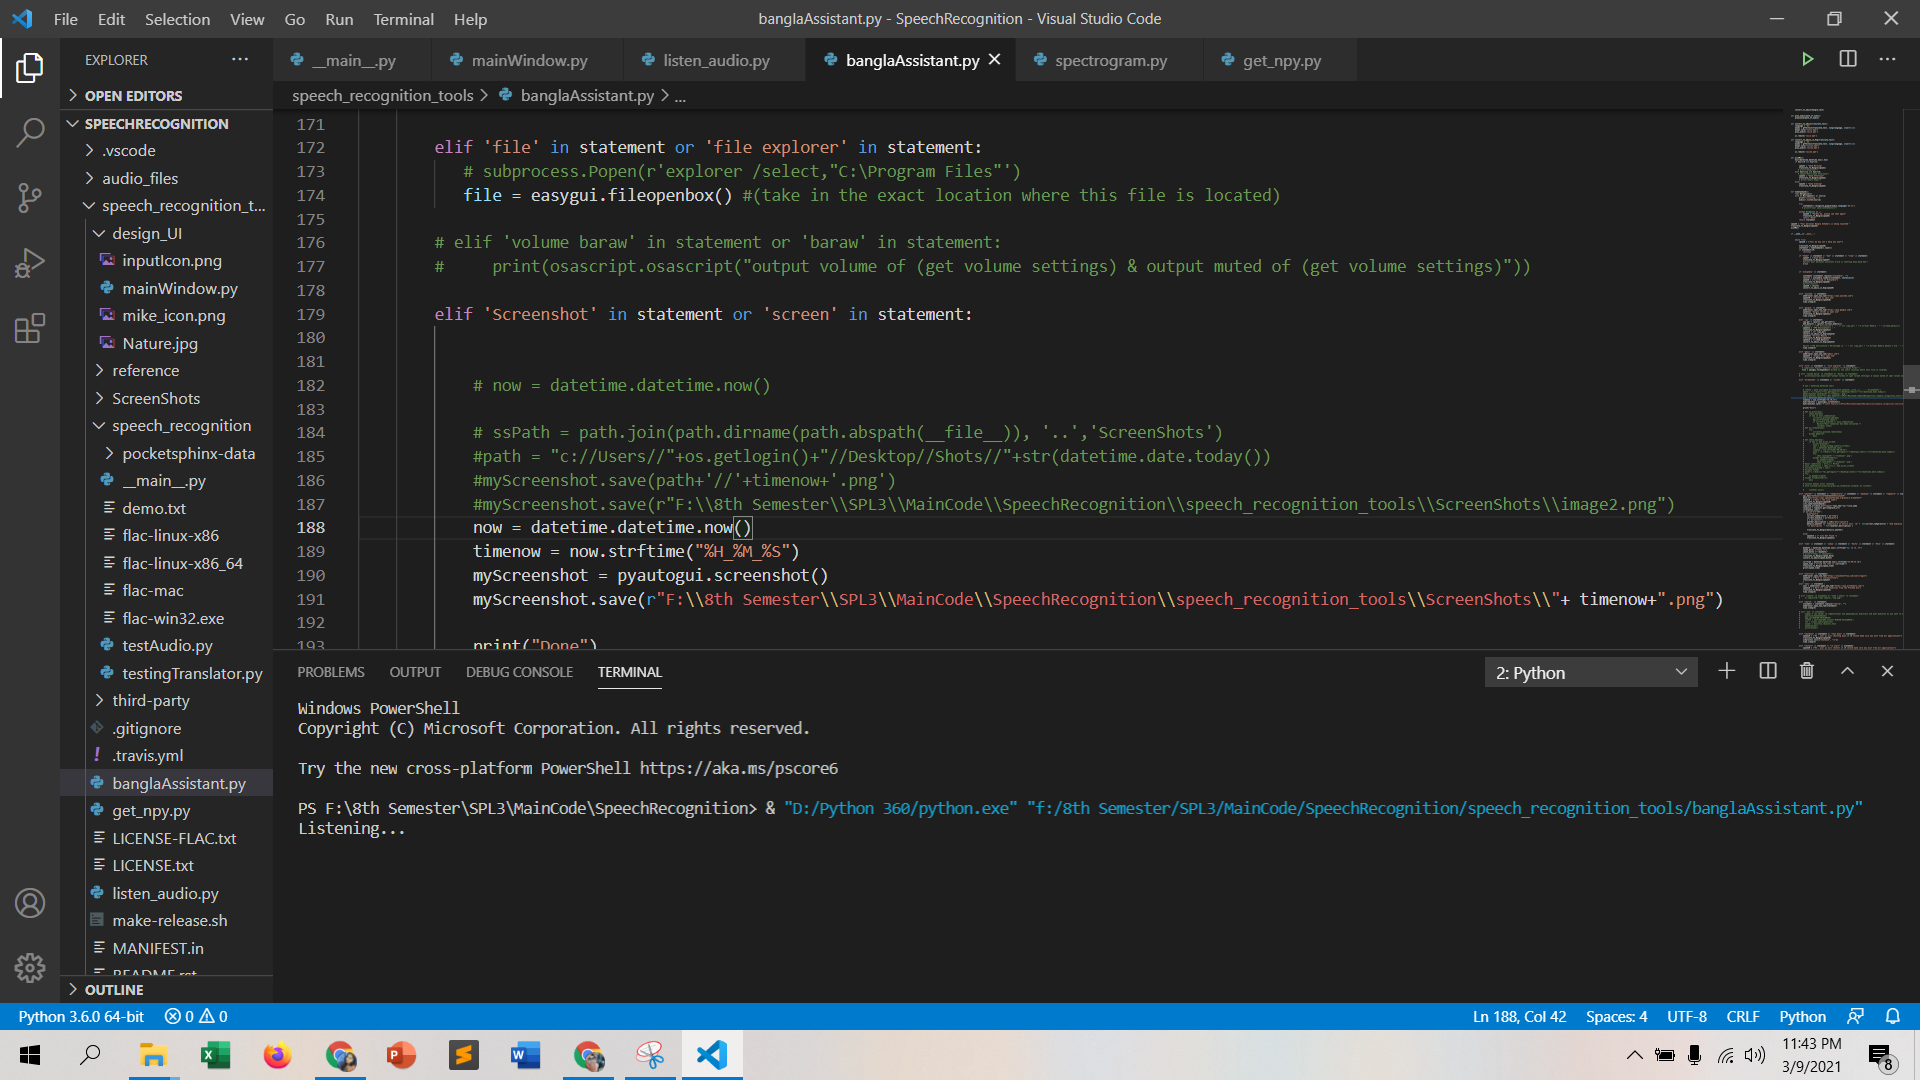 File Edit Selection View Go Run Terminal Help
banglaAssistant.py - SpeechRecognition - Visual Studio Code
EXPLORER
OPEN EDITORS
SPEECHRECOGNITION
.vscode
audio_files
speech_recognition_t...
design_UI
inputIcon.png
mainWindow.py
mike_icon.png
Nature.jpg
reference
ScreenShots
speech_recognition
pocketsphinx-data
__main__.py
demo.txt
flac-linux-x86
flac-linux-x86_64
flac-mac
flac-win32.exe
testAudio.py
testingTranslator.py
third-party
.gitignore
.travis.yml
banglaAssistant.py
get_npy.py
LICENSE-FLAC.txt
LICENSE.txt
listen_audio.py
make-release.sh
MANIFEST.in
README.rst
OUTLINE
__main__.py mainWindow.py listen_audio.py banglaAssistant.py spectrogram.py get_npy.py
speech_recognition_tools > banglaAssistant.py > ...
171
172 elif 'file' in statement or 'file explorer' in statement:
173 # subprocess.Popen(r'explorer /select,"C:\Program Files"')
174 file = easygui.fileopenbox() #(take in the exact location where this file is located)
175
176 # elif 'volume baraw' in statement or 'baraw' in statement:
177 #     print(osascript.osascript("output volume of (get volume settings) & output muted of (get volume settings)"))
178
179 elif 'Screenshot' in statement or 'screen' in statement:
180
181
182 # now = datetime.datetime.now()
183
184 # ssPath = path.join(path.dirname(path.abspath(__file__)), '..','ScreenShots')
185 #path = "c://Users//"+os.getlogin()+"//Desktop//Shots//"+str(datetime.date.today())
186 #myScreenshot.save(path+'//'+timenow+'.png')
187 #myScreenshot.save(r"F:\\8th Semester\\SPL3\\MainCode\\SpeechRecognition\\speech_recognition_tools\\ScreenShots\\image2.png")
188 now = datetime.datetime.now()
189 timenow = now.strftime("%H_%M_%S")
190 myScreenshot = pyautogui.screenshot()
191 myScreenshot.save(r"F:\\8th Semester\\SPL3\\MainCode\\SpeechRecognition\\speech_recognition_tools\\ScreenShots\\"+ timenow+".png")
192
193 print("Done")
PROBLEMS OUTPUT DEBUG CONSOLE TERMINAL
2: Python
Windows PowerShell
Copyright (C) Microsoft Corporation. All rights reserved.
Try the new cross-platform PowerShell https://aka.ms/pscore6
PS F:\8th Semester\SPL3\MainCode\SpeechRecognition> & "D:/Python 360/python.exe" "f:/8th Semester/SPL3/MainCode/SpeechRecognition/speech_recognition_tools/banglaAssistant.py"
Listening...
Python 3.6.0 64-bit 0 0
Ln 188, Col 42 Spaces: 4 UTF-8 CRLF Python
11:43 PM
3/9/2021
8